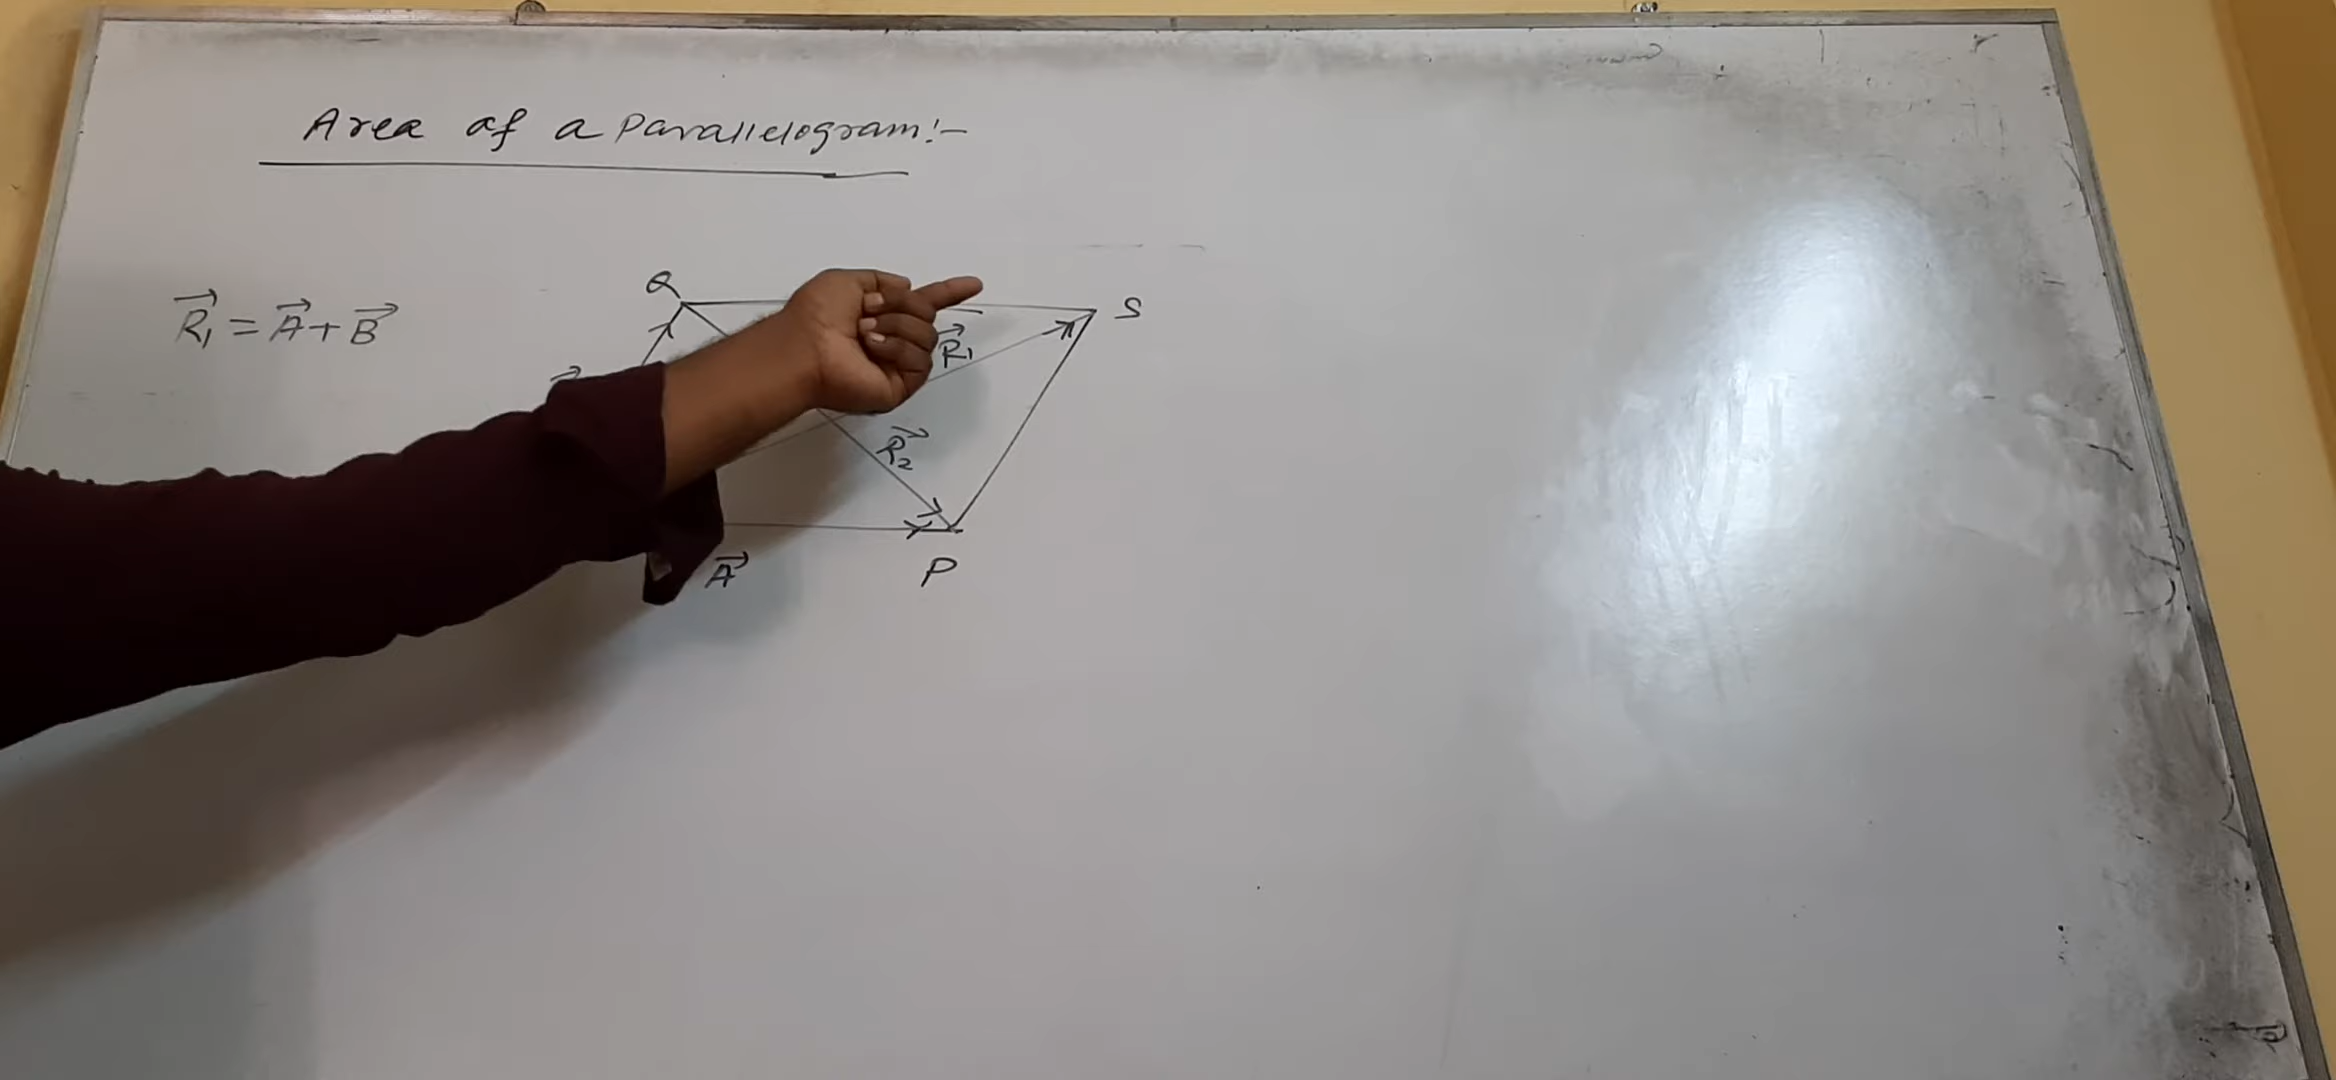 Area of a Parallelogram:-
Q
S
R⃗₁ = A⃗ + B⃗
R⃗₁
R⃗₂
A⃗
P